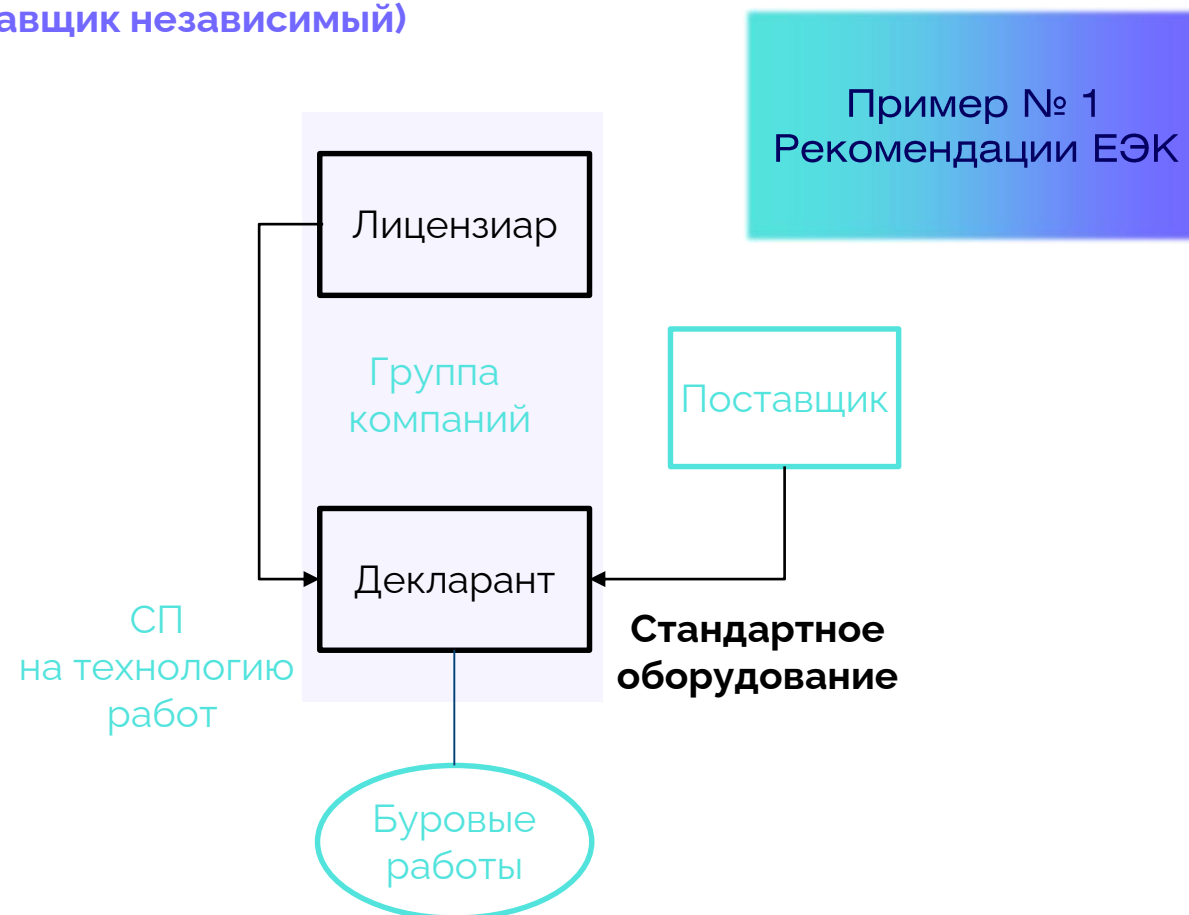 авщик независимый)
Пример № 1
Рекомендации ЕЭК
Лицензиар
Группа
компаний
Поставщик
Декларант
СП
на технологию
работ
Стандартное
оборудование
Буровые
работы